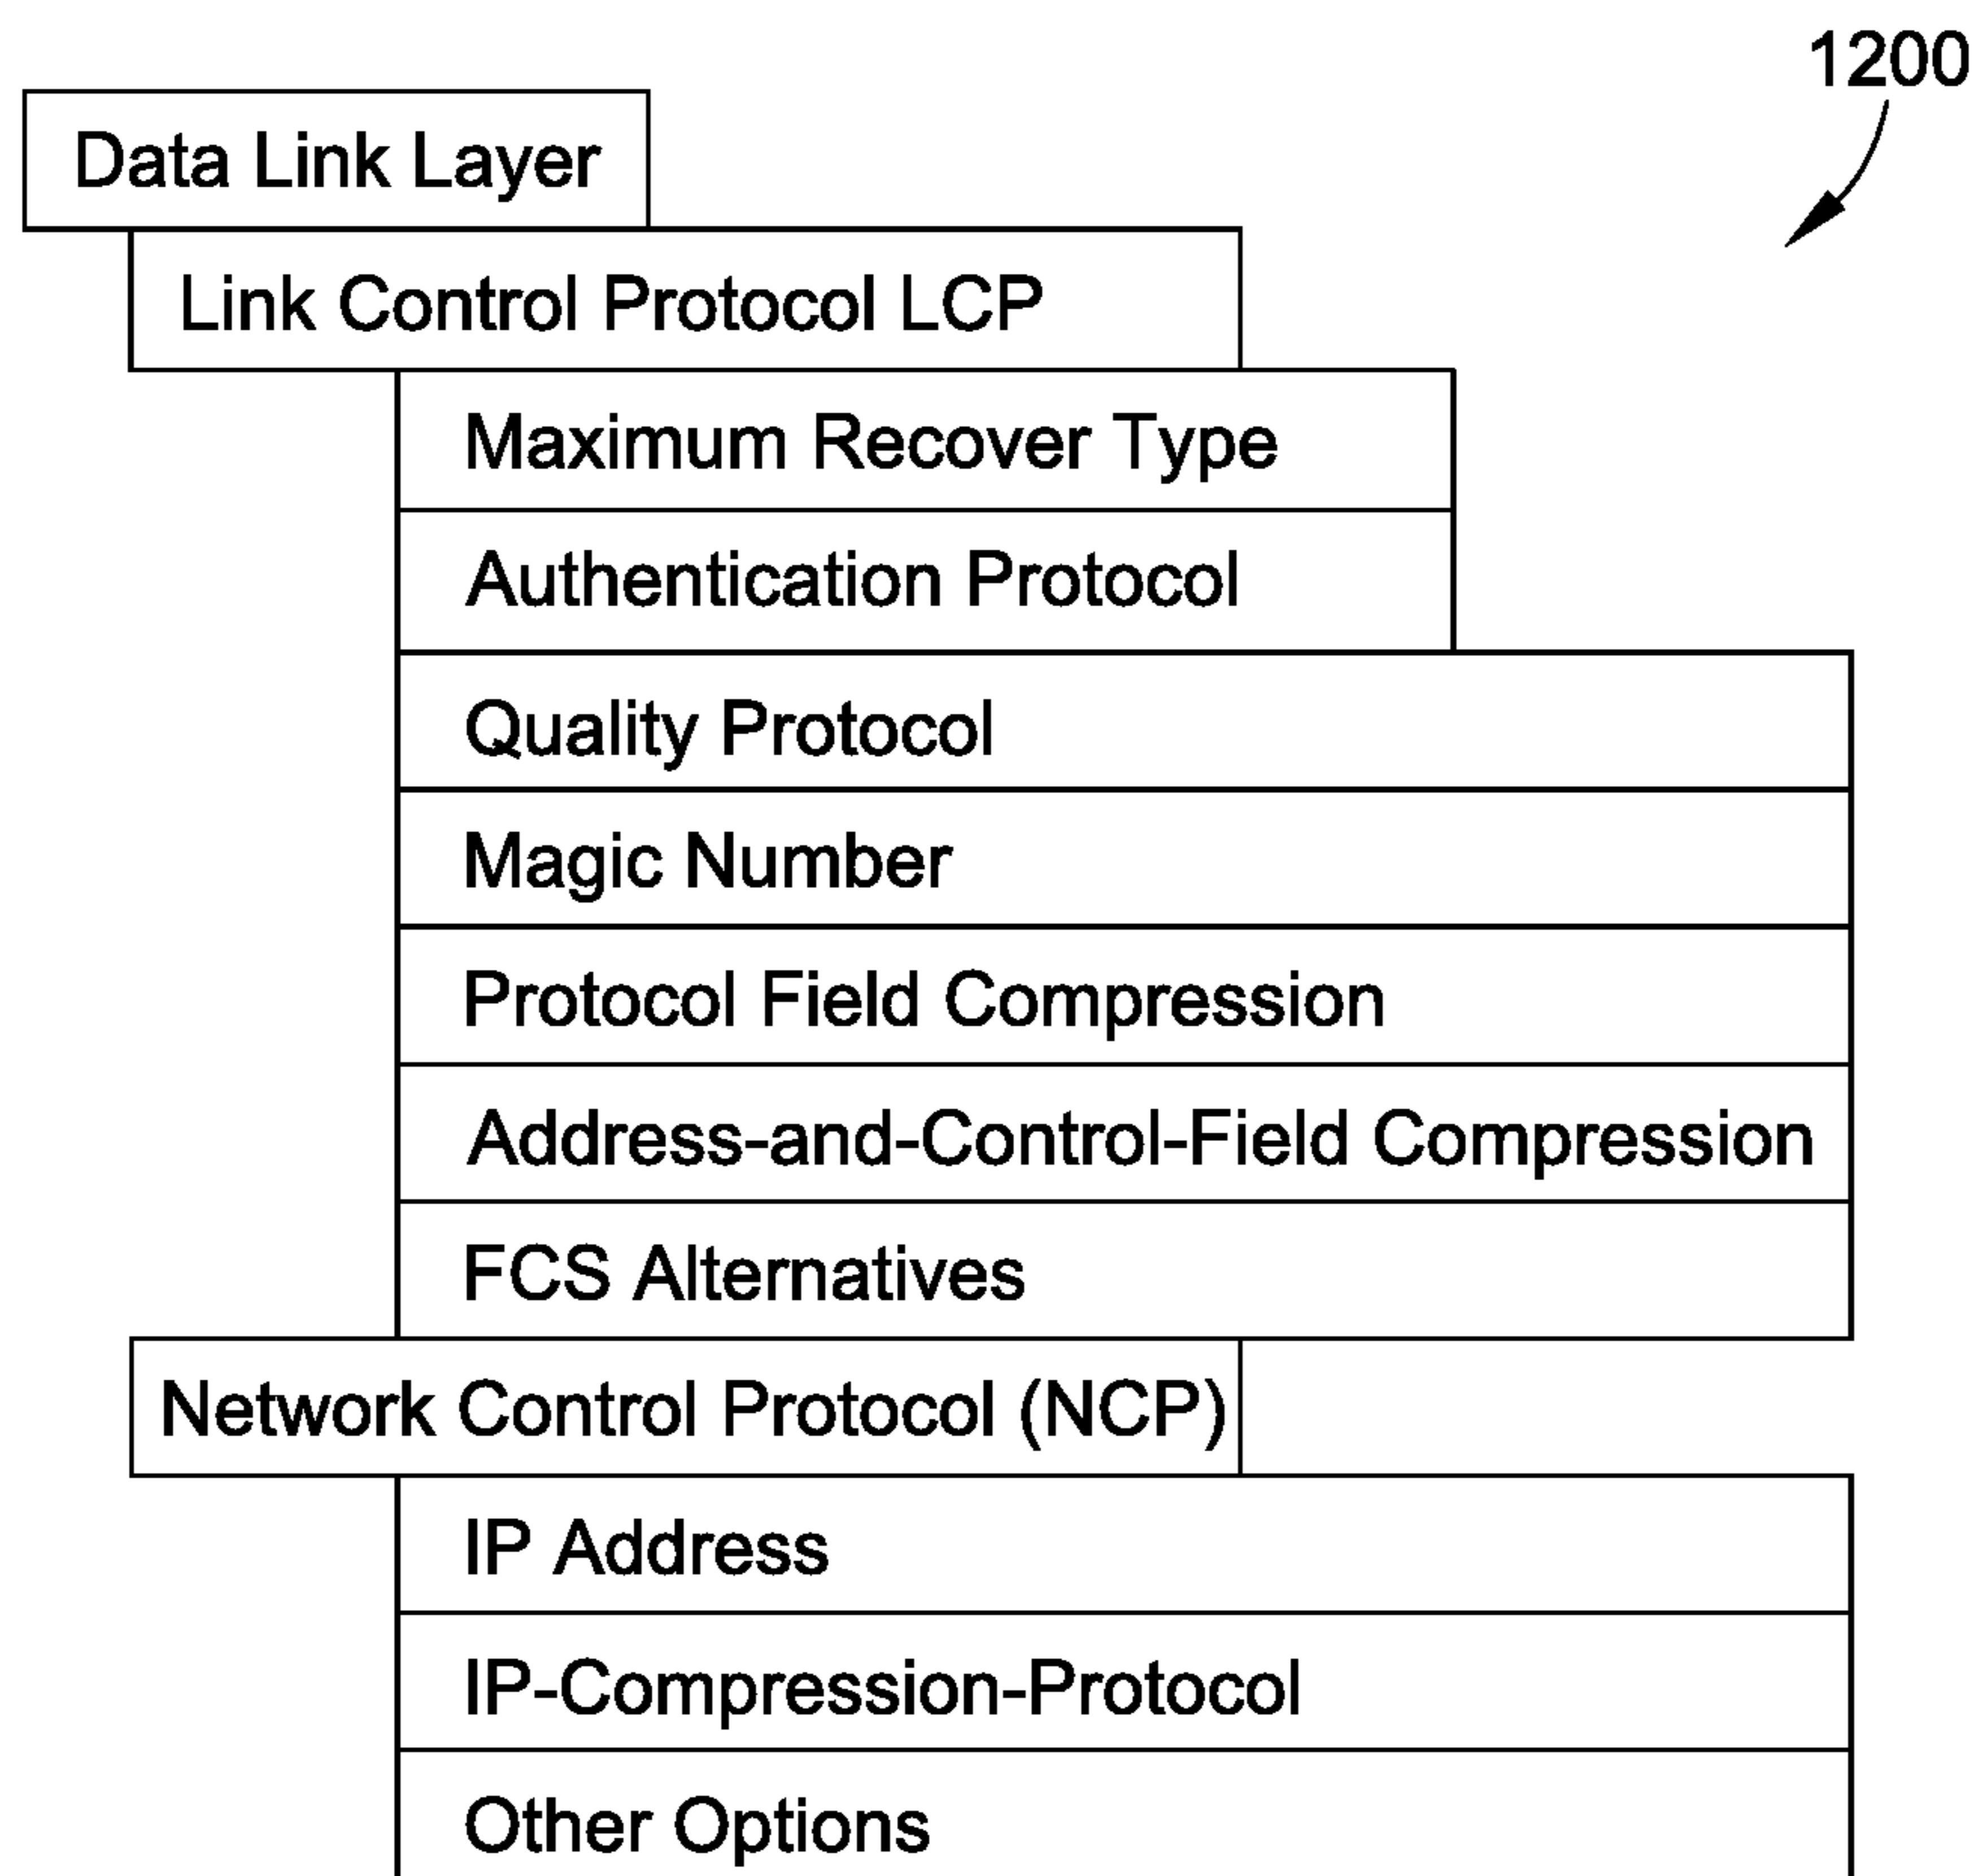 1200
Data Link Layer
Link Control Protocol LCP
Maximum Recover Type
Authentication Protocol
Quality Protocol
Magic Number
Protocol Field Compression
Address-and-Control-Field Compression
FCS Alternatives
Network Control Protocol (NCP)
IP Address
IP-Compression-Protocol
Other Options